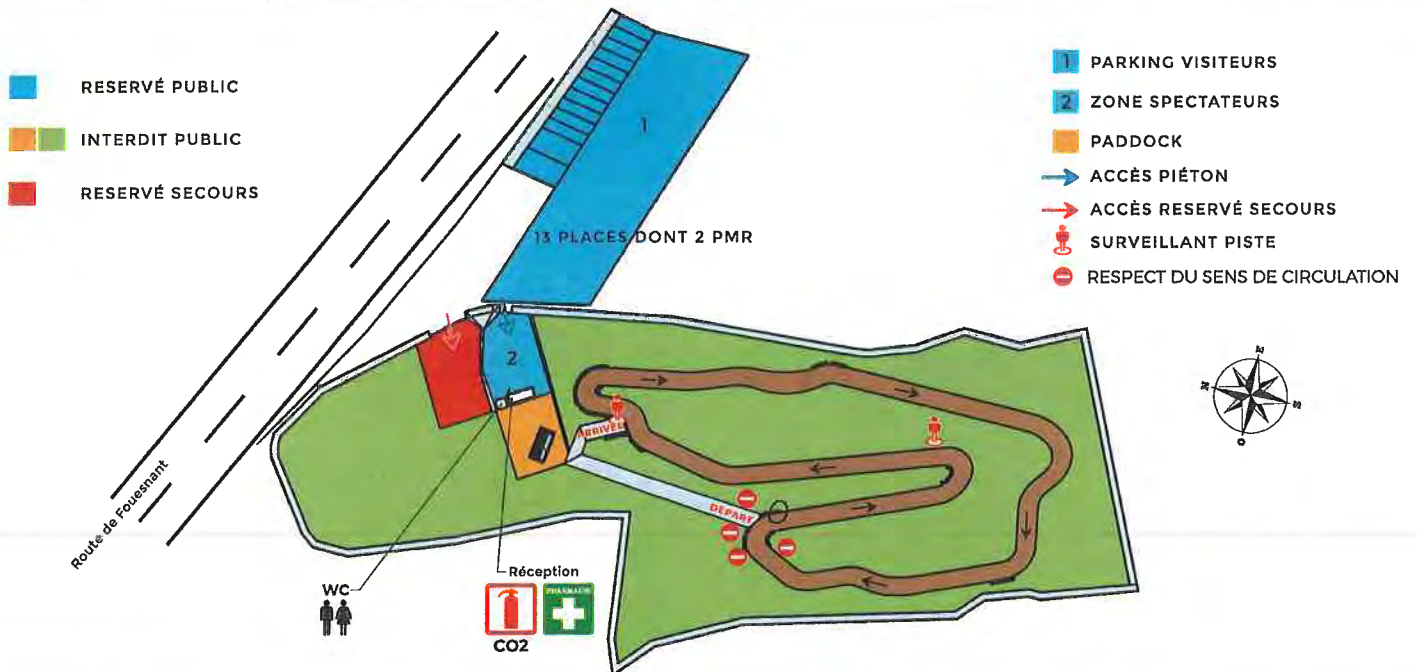 RESERVÉ PUBLIC
INTERDIT PUBLIC
RESERVÉ SECOURS
1 PARKING VISITEURS
2 ZONE SPECTATEURS
PADDOCK
ACCÈS PIÉTON
ACCÈS RESERVÉ SECOURS
SURVEILLANT PISTE
RESPECT DU SENS DE CIRCULATION
1
13 PLACES DONT 2 PMR
2
ARRIVÉE
DÉPART
Route de Fouesnant
WC
Réception
PHARMACIE
CO2
E
N
S
O